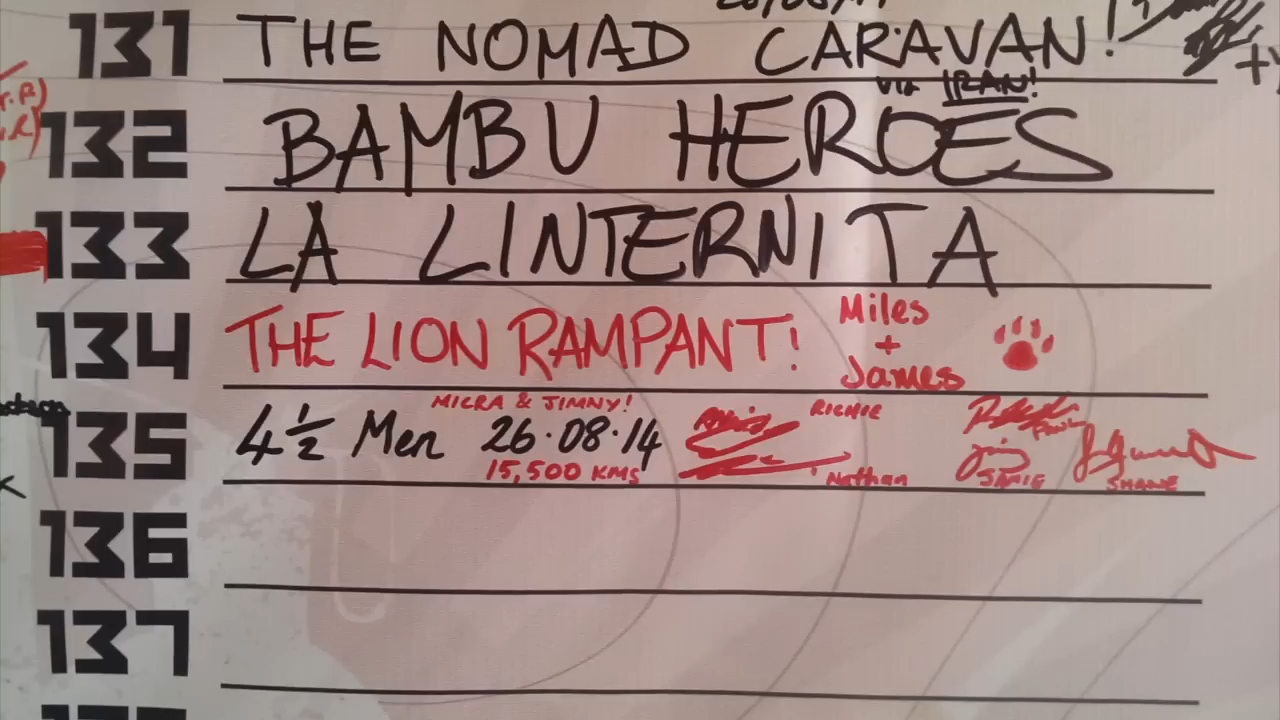 131 THE NOMAD CARAVAN!
via IRAN!
132 BAMBU HEROES
133 LA LINTERNITA
134 THE LION RAMPANT! Miles + James
MICRA & JIMNY! RICHIE
135 4½ Men 26·08·14
15,500 KMS Nathan JAMIE SHANE
136
137